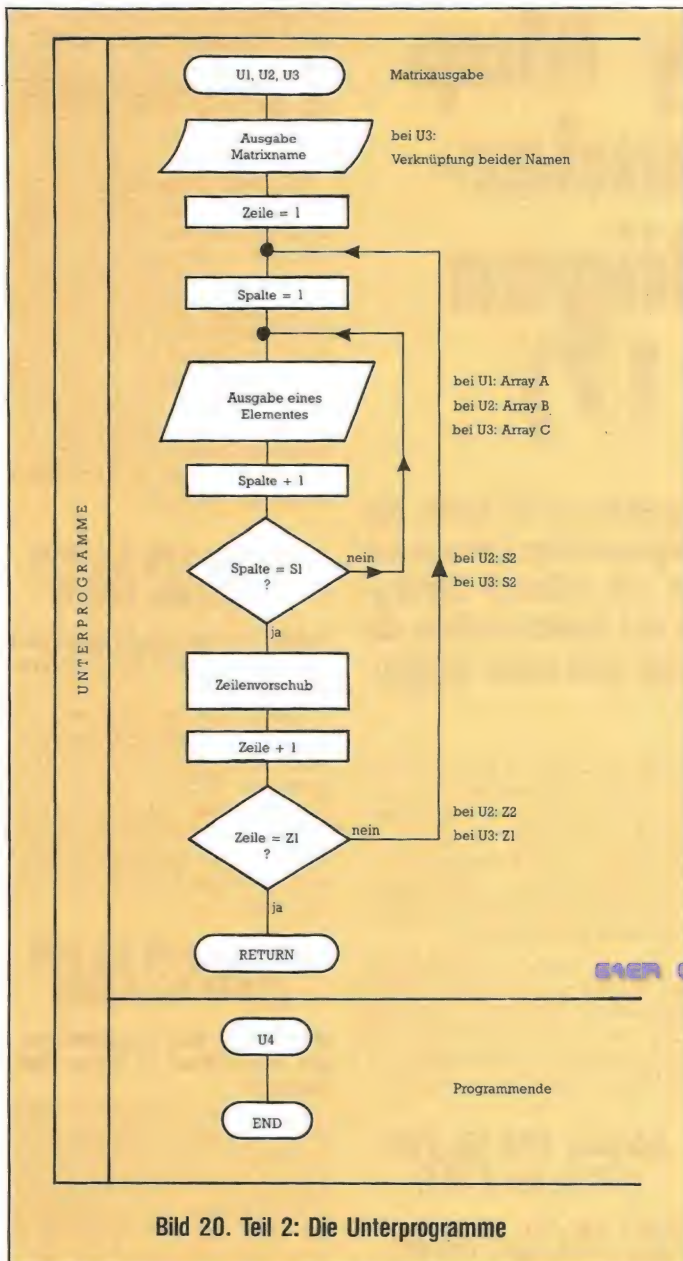 UNTERPROGRAMME
U1, U2, U3
Matrixausgabe
Ausgabe
Matrixname
bei U3:
Verknüpfung beider Namen
Zeile = 1
Spalte = 1
Ausgabe eines
Elementes
bei U1: Array A
bei U2: Array B
bei U3: Array C
Spalte + 1
Spalte = S1
?
nein
bei U2: S2
bei U3: S2
ja
Zeilenvorschub
Zeile + 1
Zeile = Z1
?
nein
bei U2: Z2
bei U3: Z1
ja
RETURN
64ER
U4
Programmende
END
Bild 20. Teil 2: Die Unterprogramme